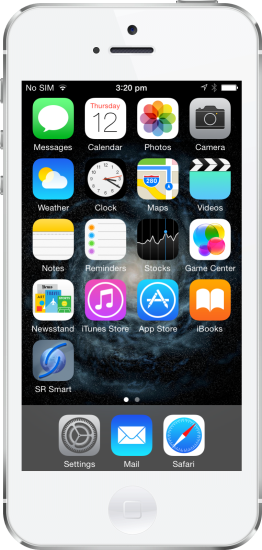 No SIM 3:20 pm
Thursday
12
Messages Calendar Photos Camera
280
Weather Clock Maps Videos
Notes Reminders Stocks Game Center
Newsstand iTunes Store App Store iBooks
SR Smart
Settings Mail Safari